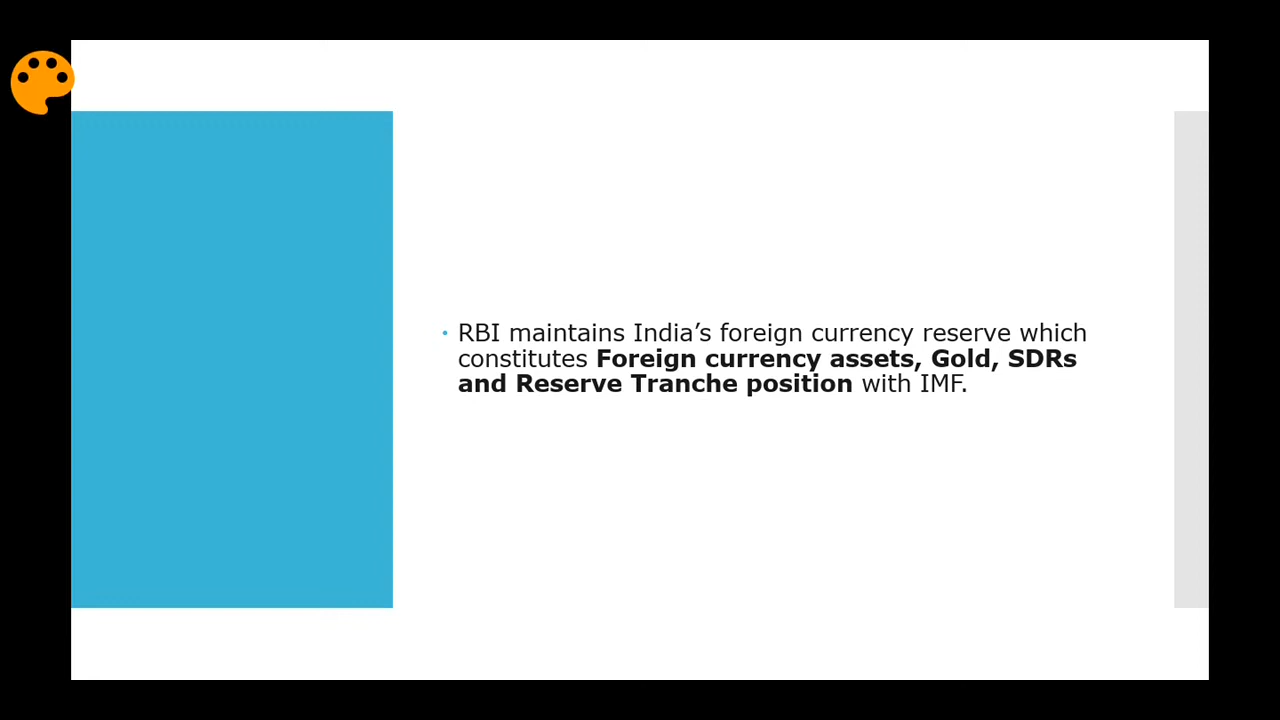 • RBI maintains India’s foreign currency reserve which
constitutes Foreign currency assets, Gold, SDRs
and Reserve Tranche position with IMF.